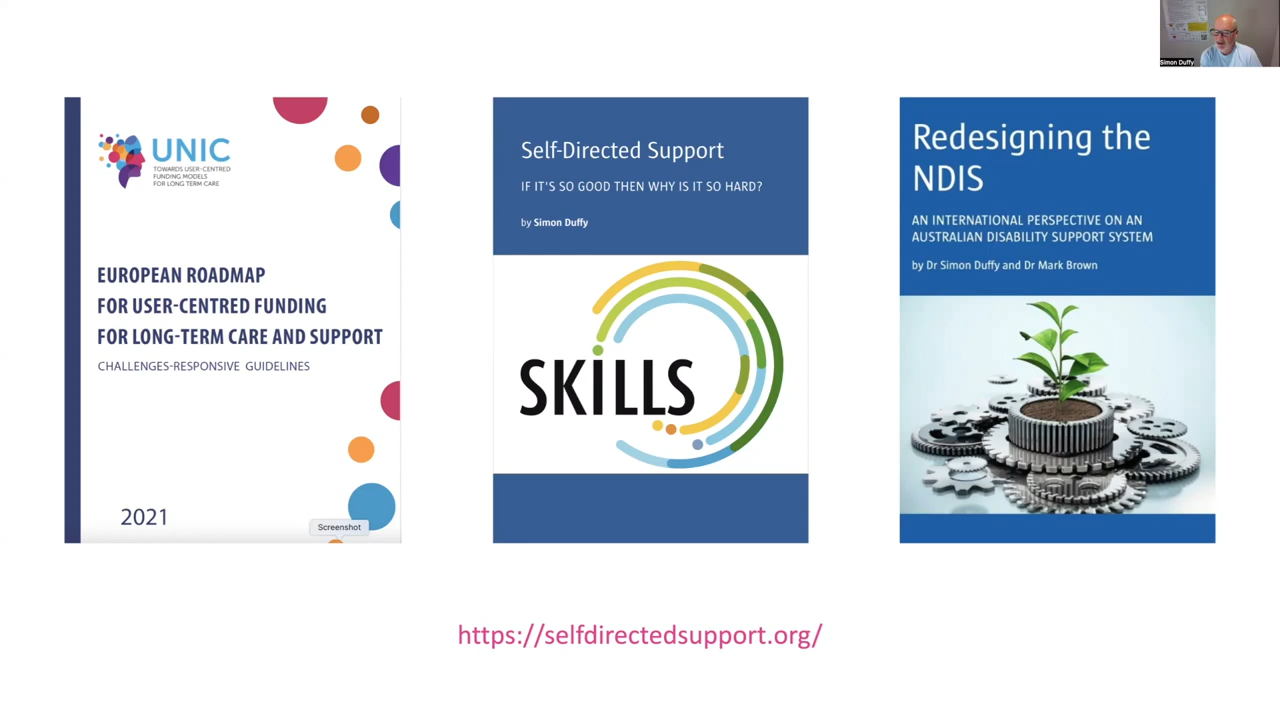 Simon Duffy
UNIC
TOWARDS USER-CENTRED
FUNDING MODELS
FOR LONG TERM CARE
EUROPEAN ROADMAP
FOR USER-CENTRED FUNDING
FOR LONG-TERM CARE AND SUPPORT
CHALLENGES-RESPONSIVE GUIDELINES
2021
Screenshot
Self-Directed Support
IF IT'S SO GOOD THEN WHY IS IT SO HARD?
by Simon Duffy
SKILLS
Redesigning the
NDIS
AN INTERNATIONAL PERSPECTIVE ON AN
AUSTRALIAN DISABILITY SUPPORT SYSTEM
by Dr Simon Duffy and Dr Mark Brown
https://selfdirectedsupport.org/